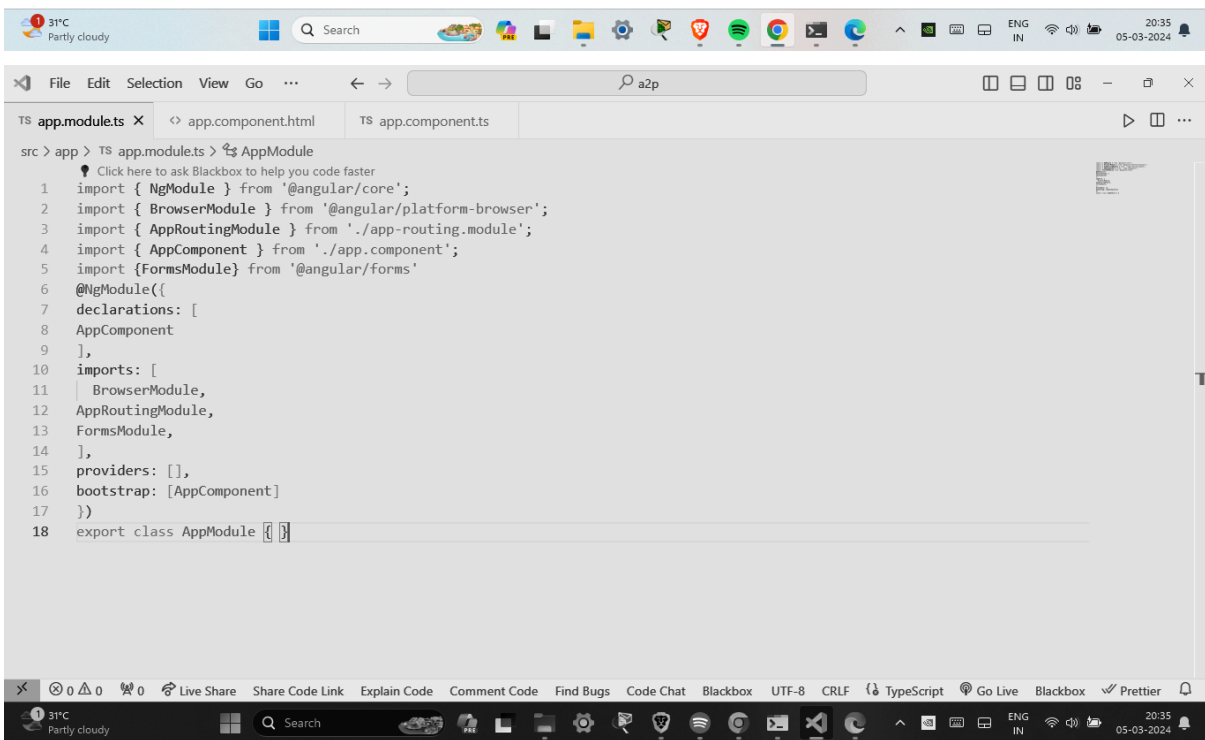 1
31°C
Partly cloudy
Search
PRE
ENG
IN
20:35
05-03-2024
File Edit Selection View Go ··· ← → a2p
TS app.module.ts × <> app.component.html TS app.component.ts ···
src > app > TS app.module.ts > AppModule
Click here to ask Blackbox to help you code faster
1 import { NgModule } from '@angular/core';
2 import { BrowserModule } from '@angular/platform-browser';
3 import { AppRoutingModule } from './app-routing.module';
4 import { AppComponent } from './app.component';
5 import {FormsModule} from '@angular/forms'
6 @NgModule({
7 declarations: [
8 AppComponent
9 ],
10 imports: [
11 BrowserModule,
12 AppRoutingModule,
13 FormsModule,
14 ],
15 providers: [],
16 bootstrap: [AppComponent]
17 })
18 export class AppModule { }
0 0 0 Live Share Share Code Link Explain Code Comment Code Find Bugs Code Chat Blackbox UTF-8 CRLF TypeScript Go Live Blackbox Prettier
1
31°C
Partly cloudy
Search
PRE
ENG
IN
20:35
05-03-2024